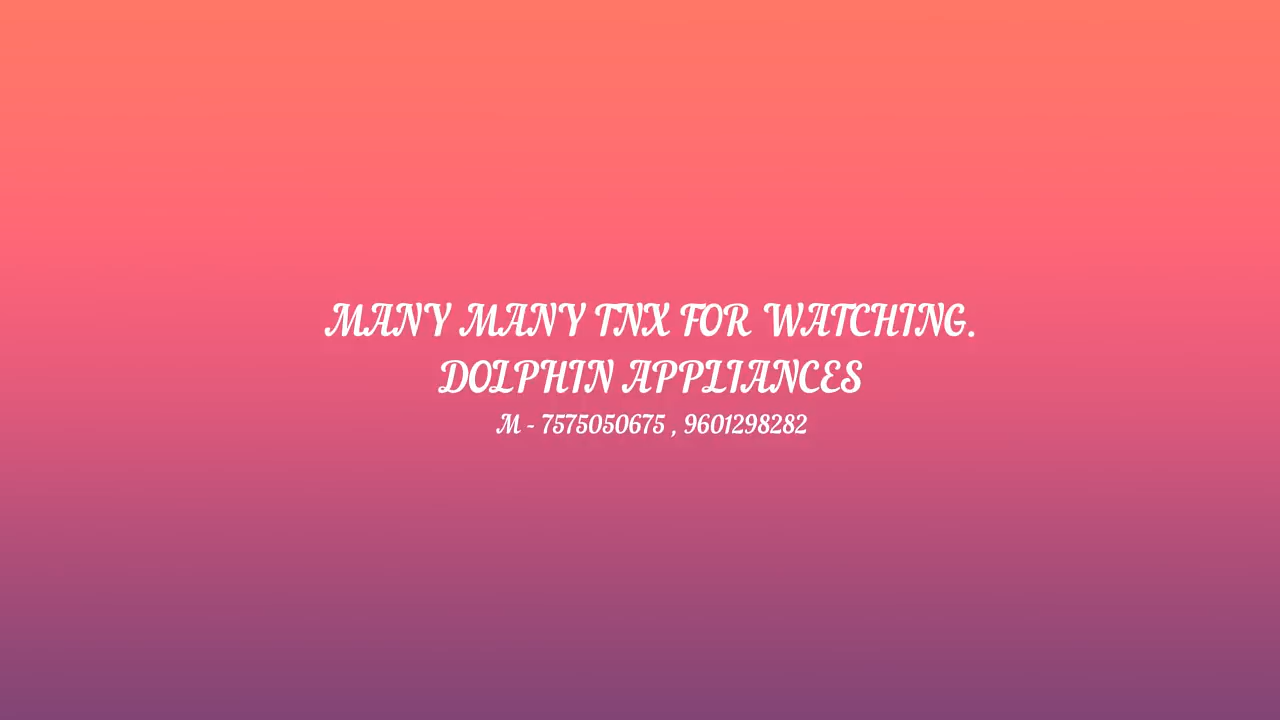 MANY MANY TNX FOR WATCHING.
DOLPHIN APPLIANCES
M - 7575050675 , 9601298282